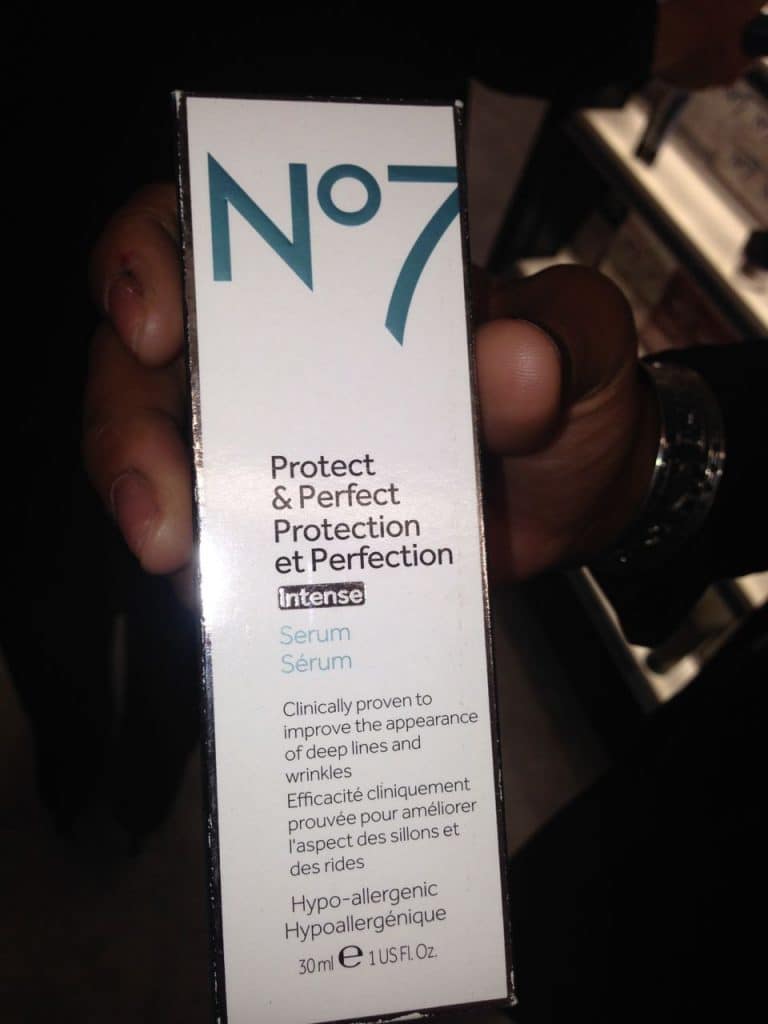 Nº7
Protect
& Perfect
Protection
et Perfection
Intense
Serum
Sérum
Clinically proven to
improve the appearance
of deep lines and
wrinkles
Efficacité cliniquement
prouvée pour améliorer
l'aspect des sillons et
des rides
Hypo-allergenic
Hypoallergénique
30 ml ℮ 1 US Fl. Oz.